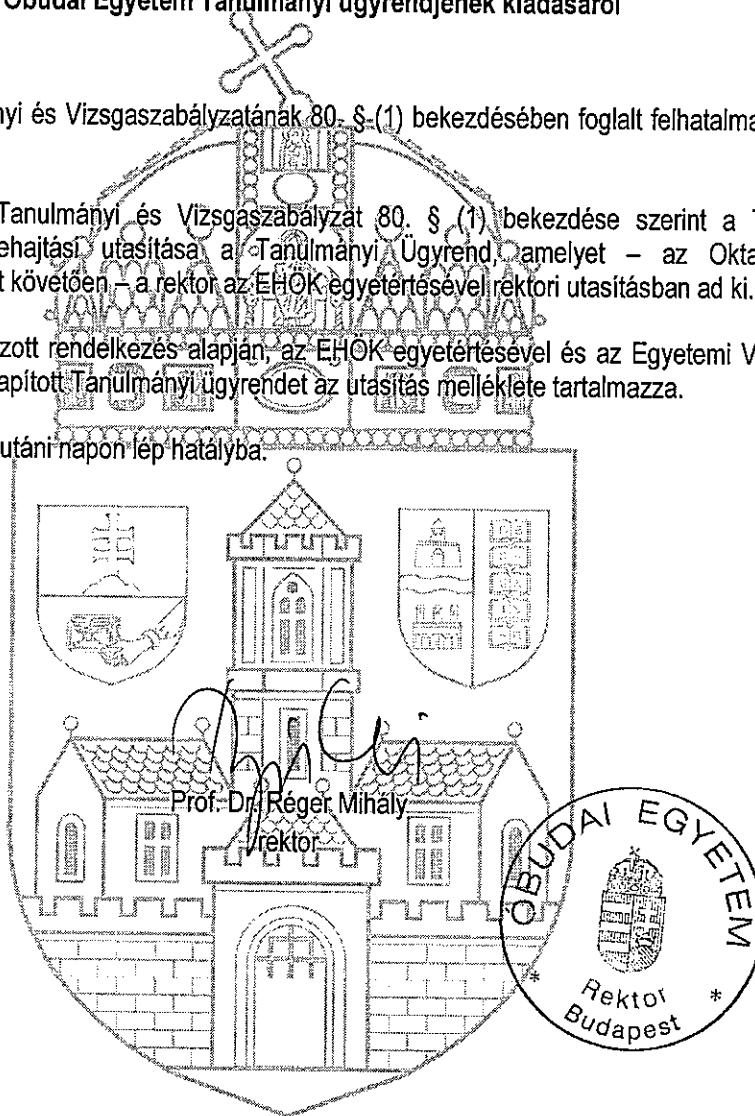 Óbudai Egyetem Tanulmányi ügyrendjének kiadásáról
nyi és Vizsgaszabályzatának 80. § (1) bekezdésében foglalt felhatalma
Tanulmányi és Vizsgaszabályzat 80. § (1) bekezdése szerint a T
ehajtási utasítása a Tanulmányi Ügyrend, amelyet – az Okta
t követően – a rektor az EHÖK egyetértésével rektori utasításban ad ki.
zott rendelkezés alapján, az EHÖK egyetértésével és az Egyetemi V
apított Tanulmányi ügyrendet az utasítás melléklete tartalmazza.
utáni napon lép hatályba.
Prof. Dr. Réger Mihály
rektor
ÓBUDAI EGYETEM
* Rektor *
Budapest